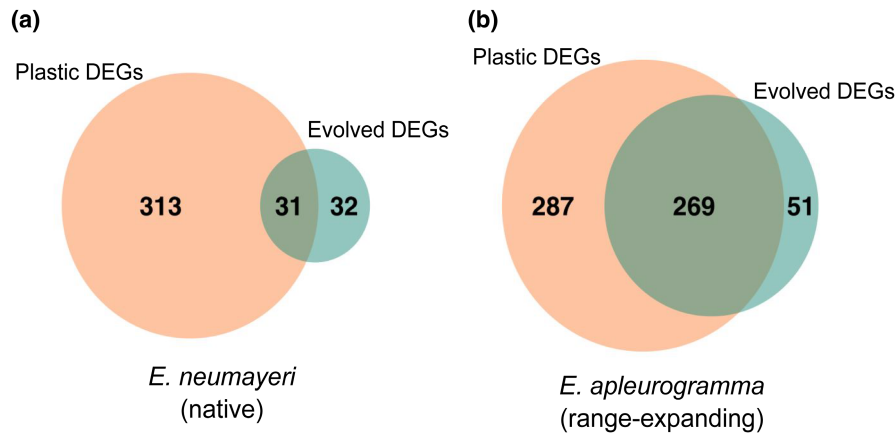 (a)
Plastic DEGs
Evolved DEGs
313
31
32
E. neumayeri
(native)
(b)
Plastic DEGs
Evolved DEGs
287
269
51
E. apleurogramma
(range-expanding)